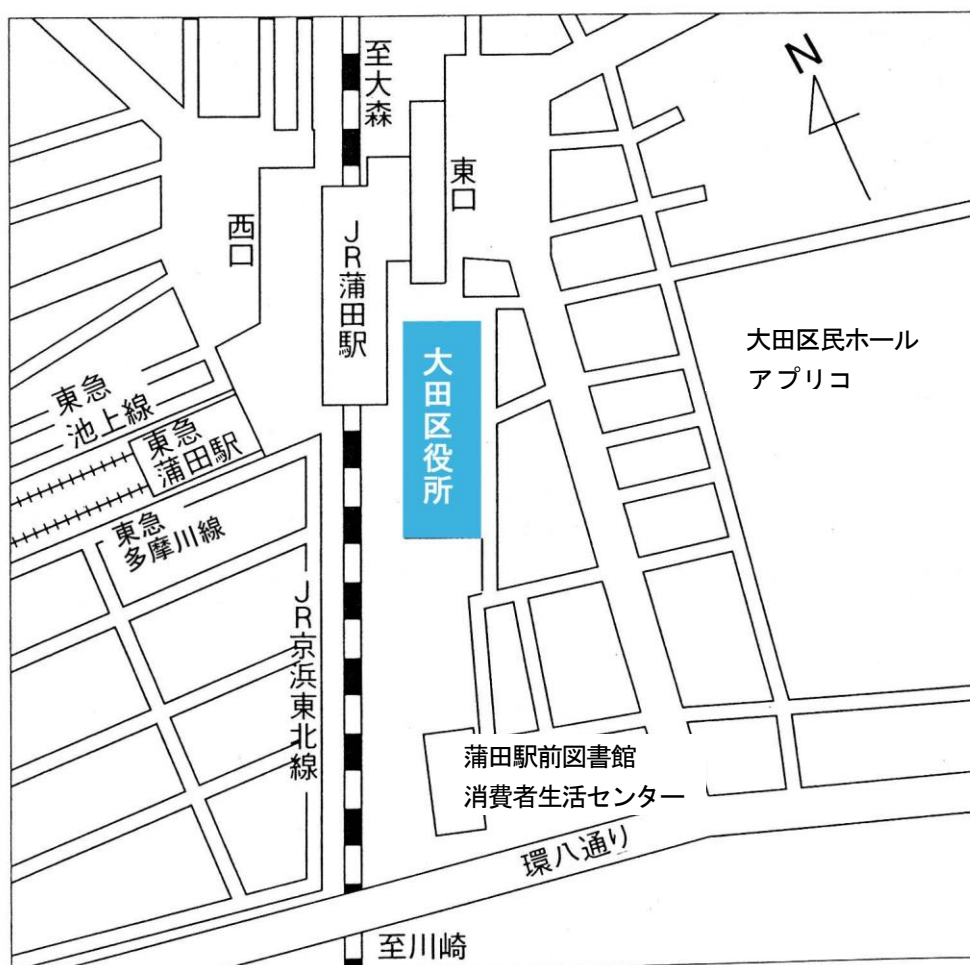 至大森
N
東口
西口
JR蒲田駅
大田区役所
大田区民ホール
アプリコ
東急
池上線
東急
蒲田駅
東急
多摩川線
JR京浜東北線
蒲田駅前図書館
消費者生活センター
環八通り
至川崎